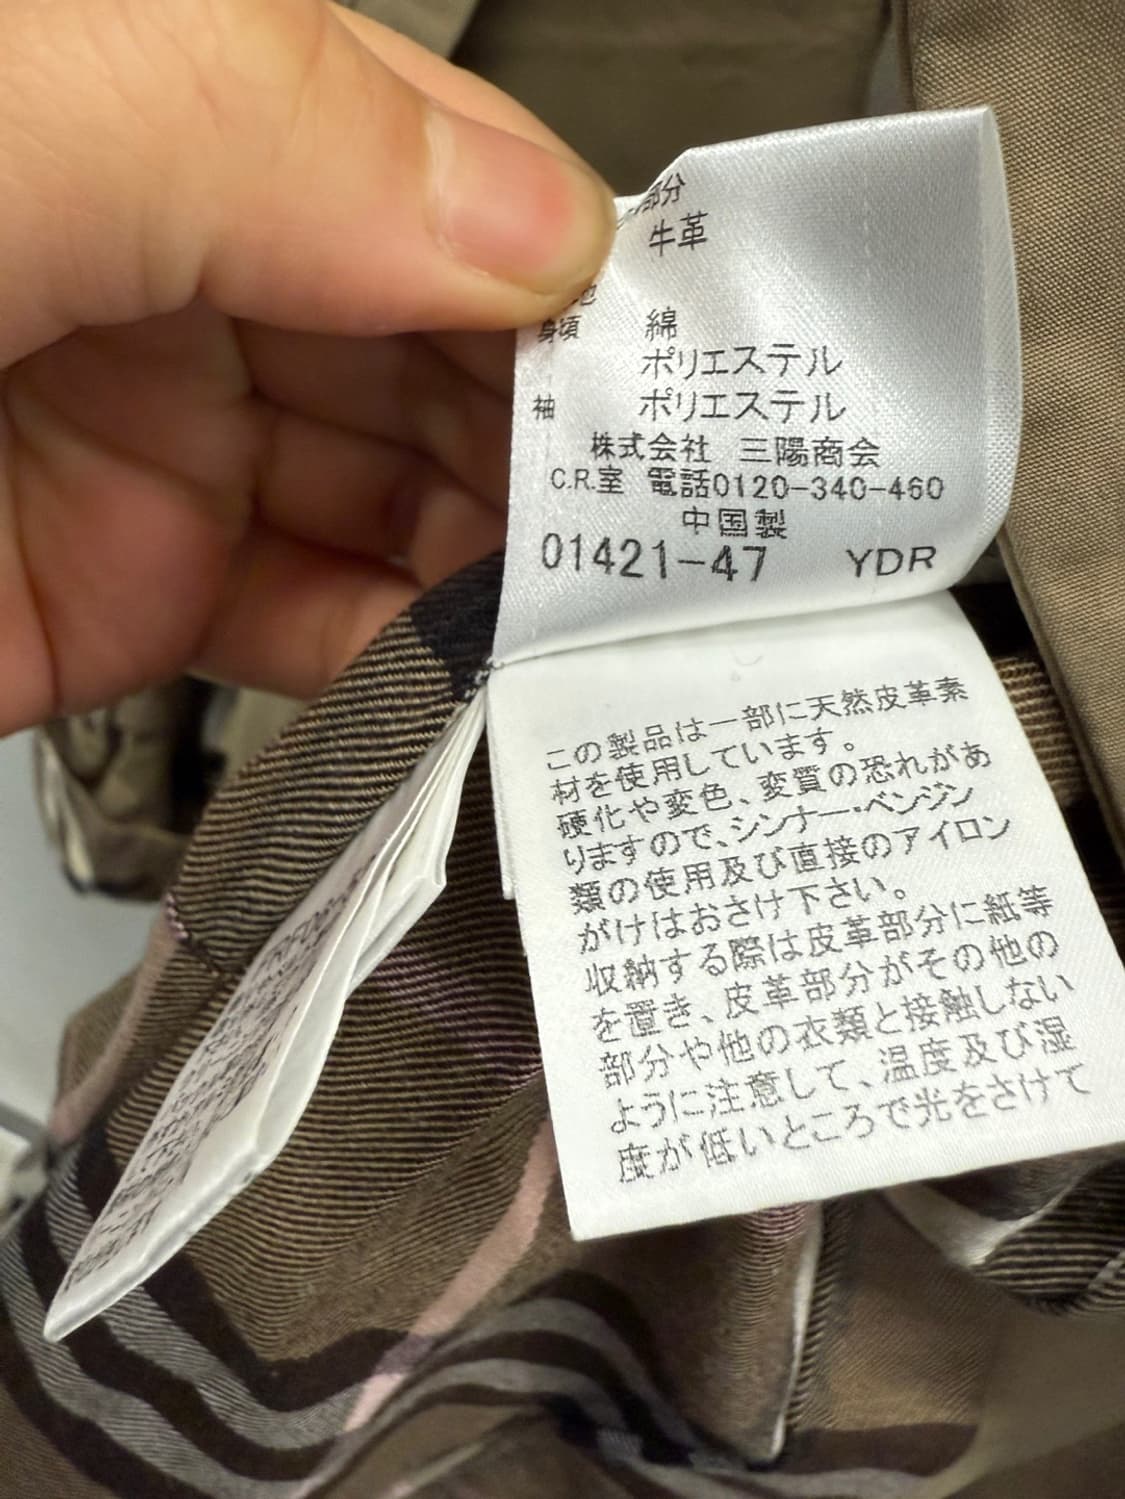 部分
牛革
地
身頃 綿
ポリエステル
袖 ポリエステル
株式会社 三陽商会
C.R.室 電話0120-340-460
中国製
01421-47 YDR
この製品は一部に天然皮革素
材を使用しています。
硬化や変色、変質の恐れがあ
りますので、シンナー・ベンジン
類の使用及び直接のアイロン
がけはおさけ下さい。
収納する際は皮革部分に紙等
を置き、皮革部分がその他の
部分や他の衣類と接触しない
ように注意して、温度及び湿
度が低いところで光をさけて